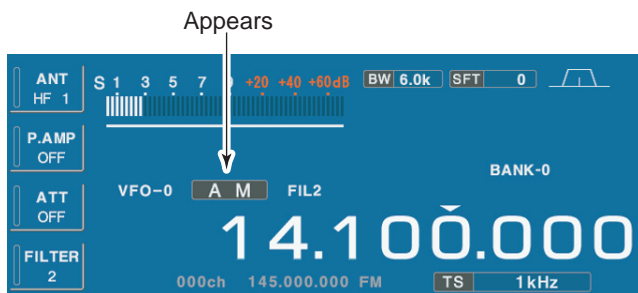 Appears
ANT
HF 1
S 1 3 5 7 9 +20 +40 +60dB
BW 6.0k SFT 0
P.AMP
OFF
BANK-0
ATT
OFF
VFO-0 A M FIL2
14.100.000
FILTER
2
000ch 145.000.000 FM
TS 1kHz